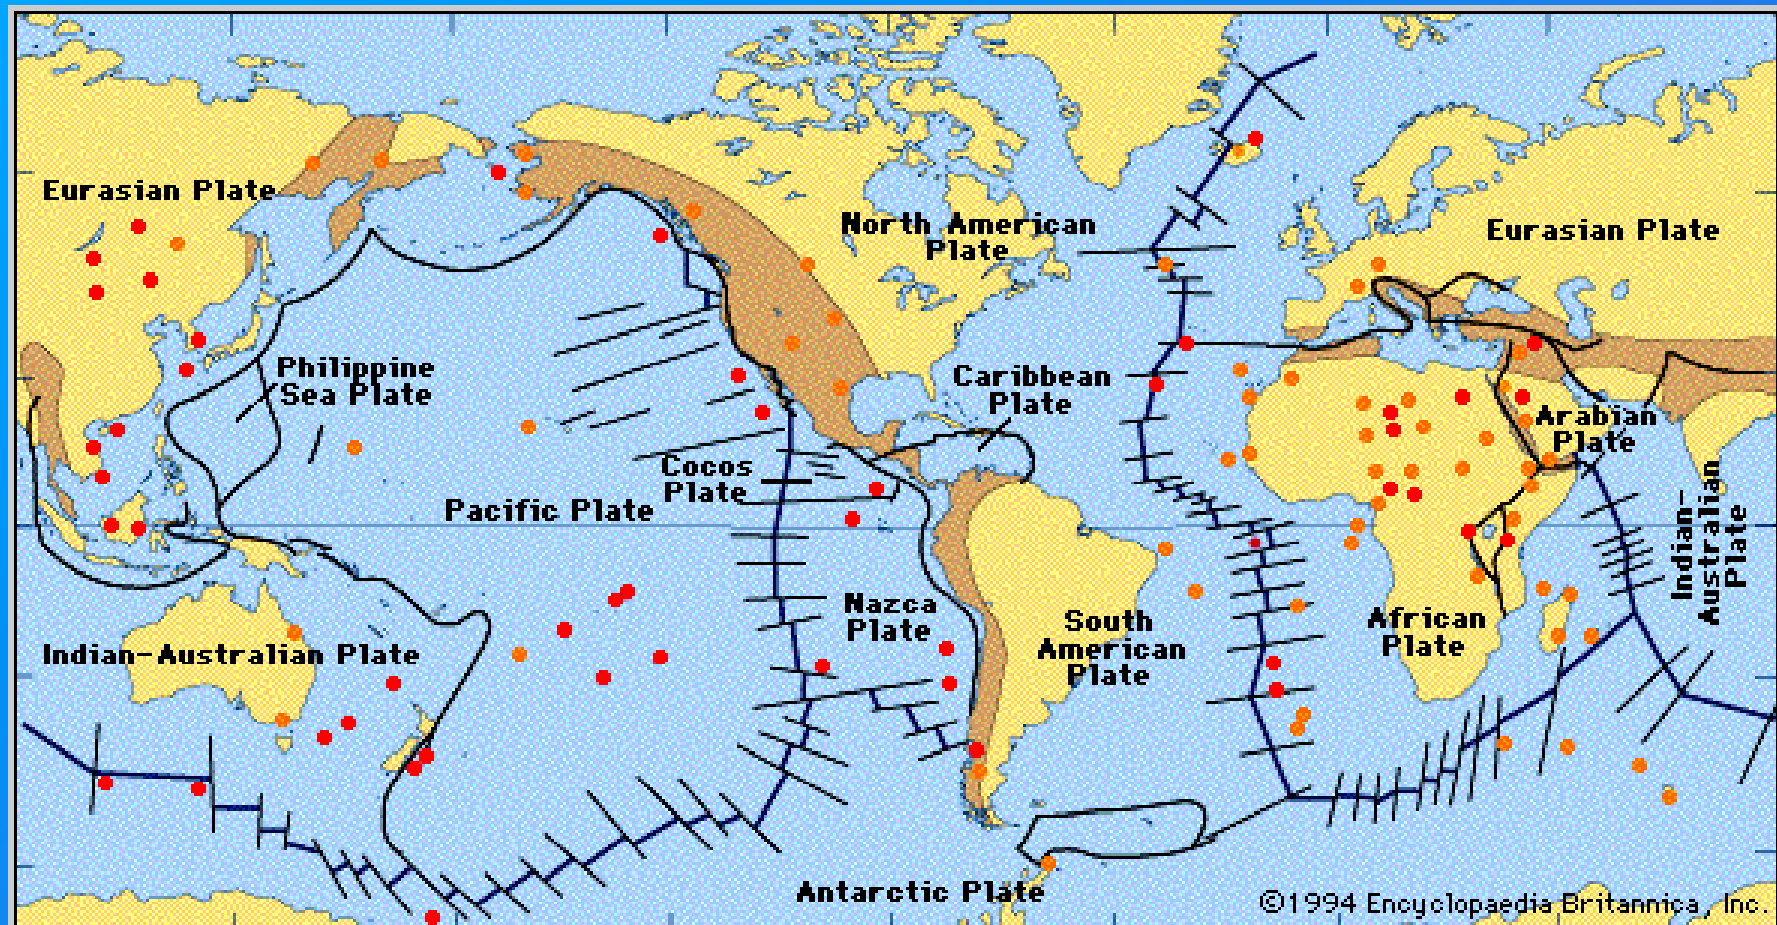 Eurasian Plate
North American
Plate
Eurasian Plate
Philippine
Sea Plate
Caribbean
Plate
Arabian
Plate
Cocos
Plate
Pacific Plate
Indian-
Australian
Plate
Nazca
Plate
South
American
Plate
African
Plate
Indian-Australian Plate
Antarctic Plate
©1994 Encyclopaedia Britannica, Inc.